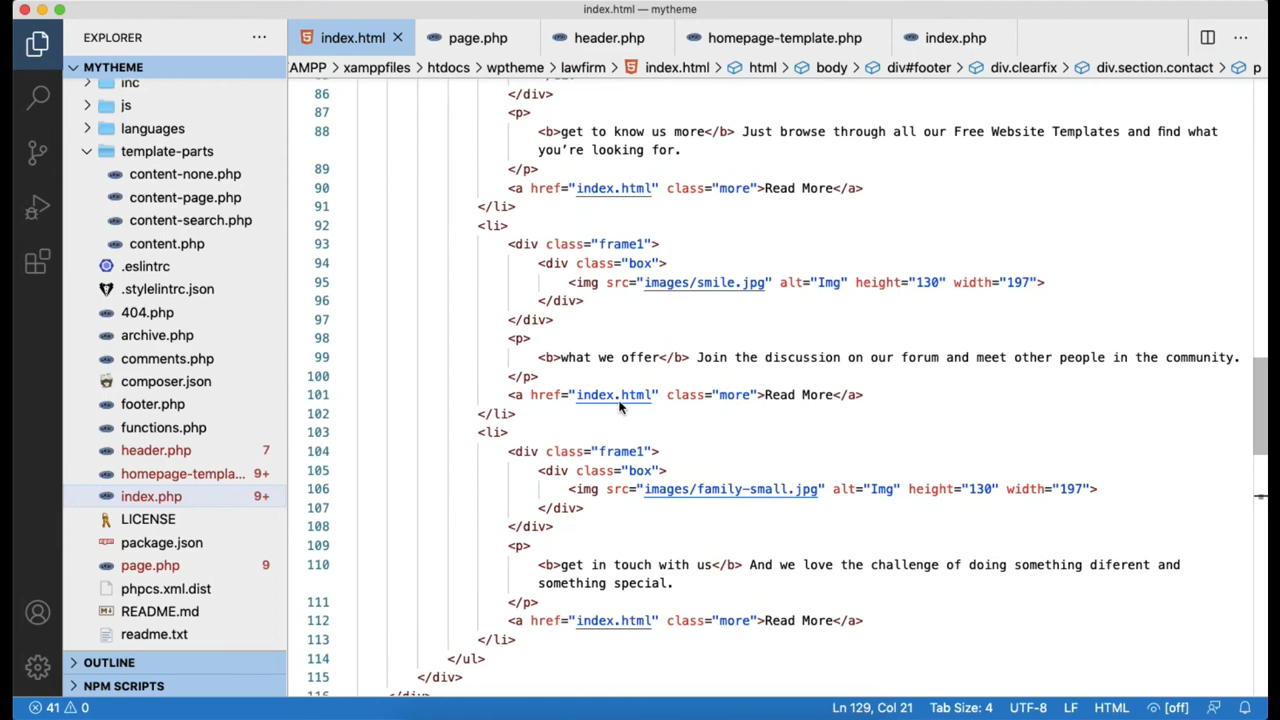 index.html — mytheme
EXPLORER
index.html
page.php
header.php
homepage-template.php
index.php
MYTHEME
AMPP > xamppfiles > htdocs > wptheme > lawfirm > index.html > html > body > div#footer > div.clearfix > div.section.contact > p
inc
js
languages
template-parts
content-none.php
content-page.php
content-search.php
content.php
.eslintrc
.stylelintrc.json
404.php
archive.php
comments.php
composer.json
footer.php
functions.php
header.php 7
homepage-templa... 9+
index.php 9+
LICENSE
package.json
page.php 9
phpcs.xml.dist
README.md
readme.txt
OUTLINE
NPM SCRIPTS
86 </div>
87 <p>
88 <b>get to know us more</b> Just browse through all our Free Website Templates and find what
you’re looking for.
89 </p>
90 <a href="index.html" class="more">Read More</a>
91 </li>
92 <li>
93 <div class="frame1">
94 <div class="box">
95 <img src="images/smile.jpg" alt="Img" height="130" width="197">
96 </div>
97 </div>
98 <p>
99 <b>what we offer</b> Join the discussion on our forum and meet other people in the community.
100 </p>
101 <a href="index.html" class="more">Read More</a>
102 </li>
103 <li>
104 <div class="frame1">
105 <div class="box">
106 <img src="images/family-small.jpg" alt="Img" height="130" width="197">
107 </div>
108 </div>
109 <p>
110 <b>get in touch with us</b> And we love the challenge of doing something diferent and
something special.
111 </p>
112 <a href="index.html" class="more">Read More</a>
113 </li>
114 </ul>
115 </div>
116 </div>
41 0
Ln 129, Col 21
Tab Size: 4
UTF-8
LF
HTML
[off]